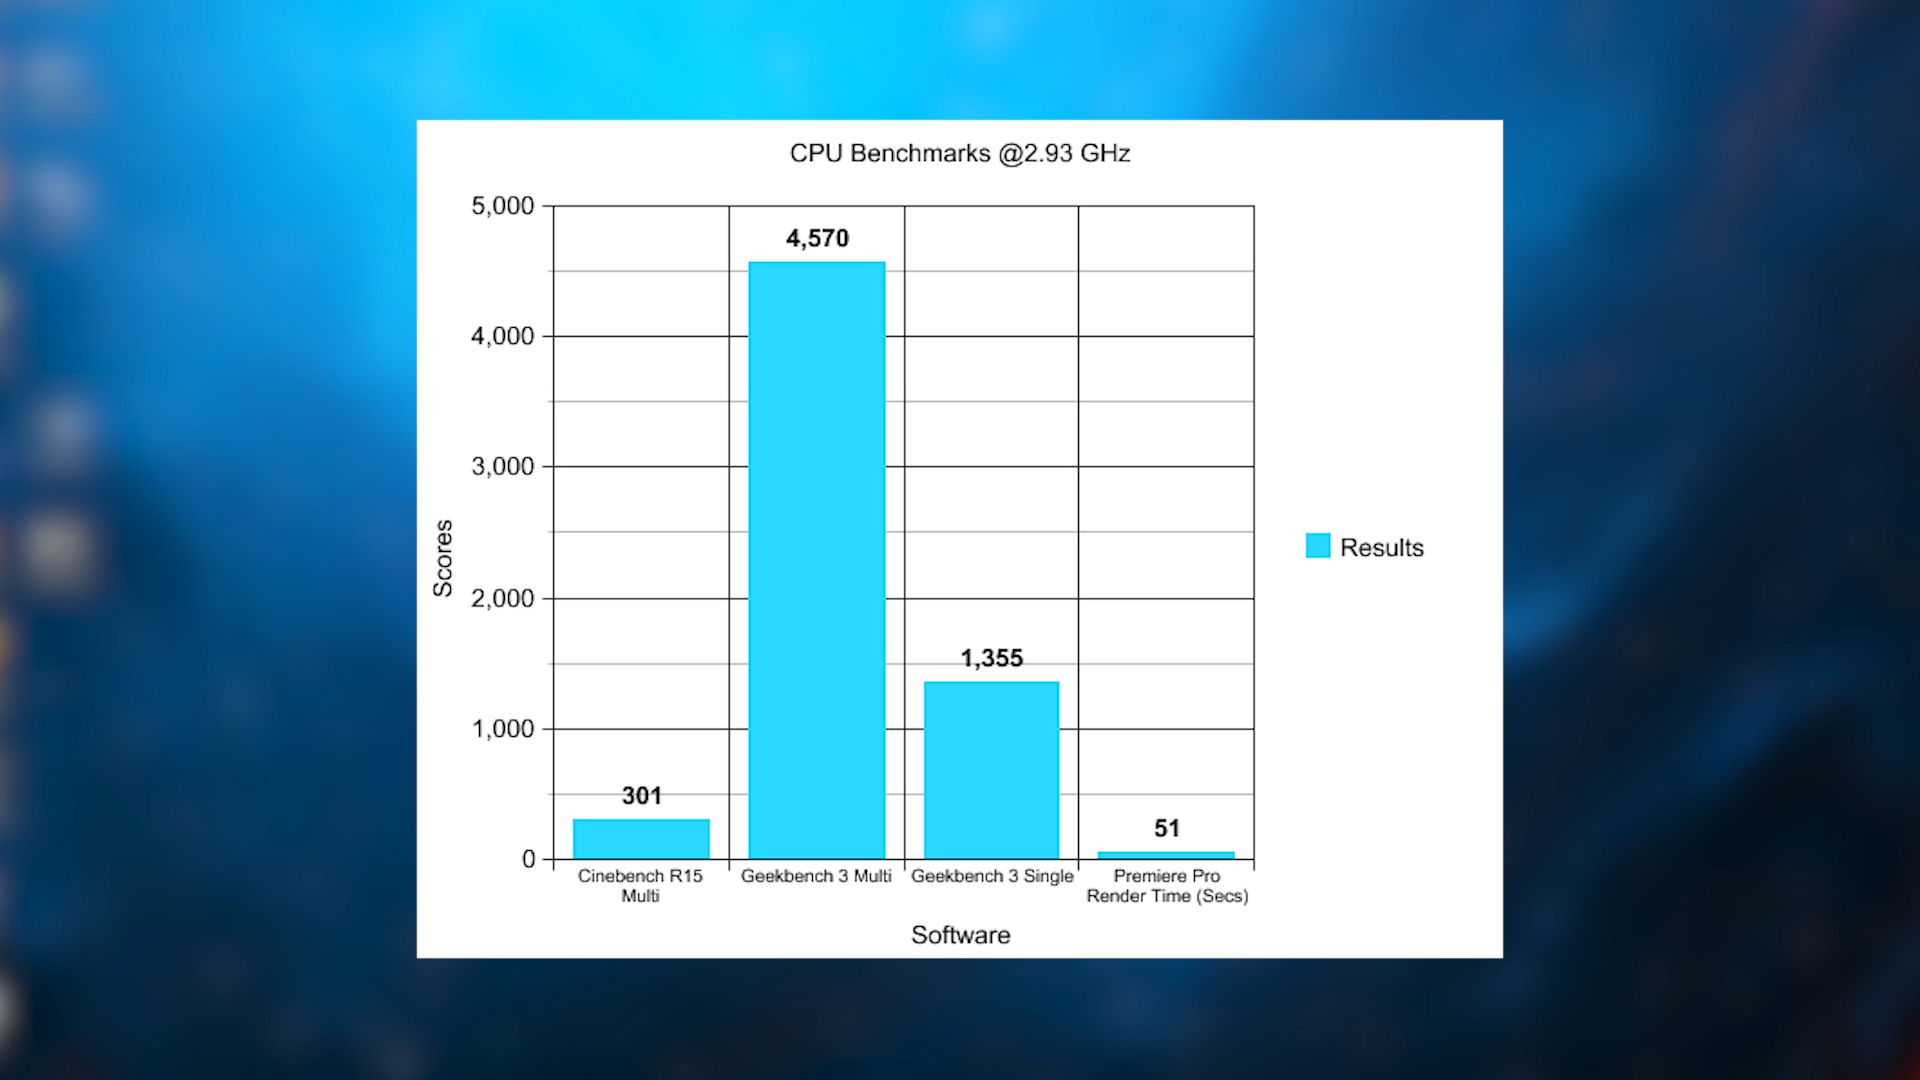 CPU Benchmarks @2.93 GHz
5,000
4,000
3,000
2,000
1,000
0
Scores
4,570
1,355
301
51
Cinebench R15
Multi
Geekbench 3 Multi
Geekbench 3 Single
Premiere Pro
Render Time (Secs)
Software
Results